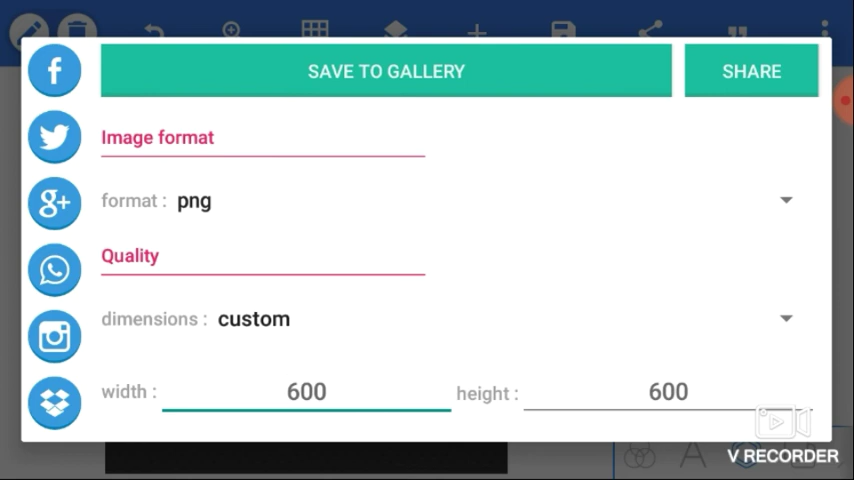 SAVE TO GALLERY SHARE
Image format
format : png
Quality
dimensions : custom
width : 600 height : 600
V RECORDER